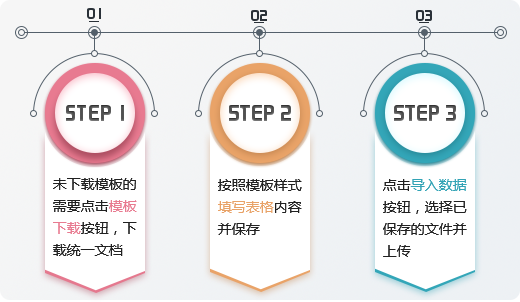 01
02
03
STEP 1
STEP 2
STEP 3
未下载模板的
需要点击模板
下载按钮，下
载统一文档
按照模板样式
填写表格内容
并保存
点击导入数据
按钮，选择已
保存的文件并
上传